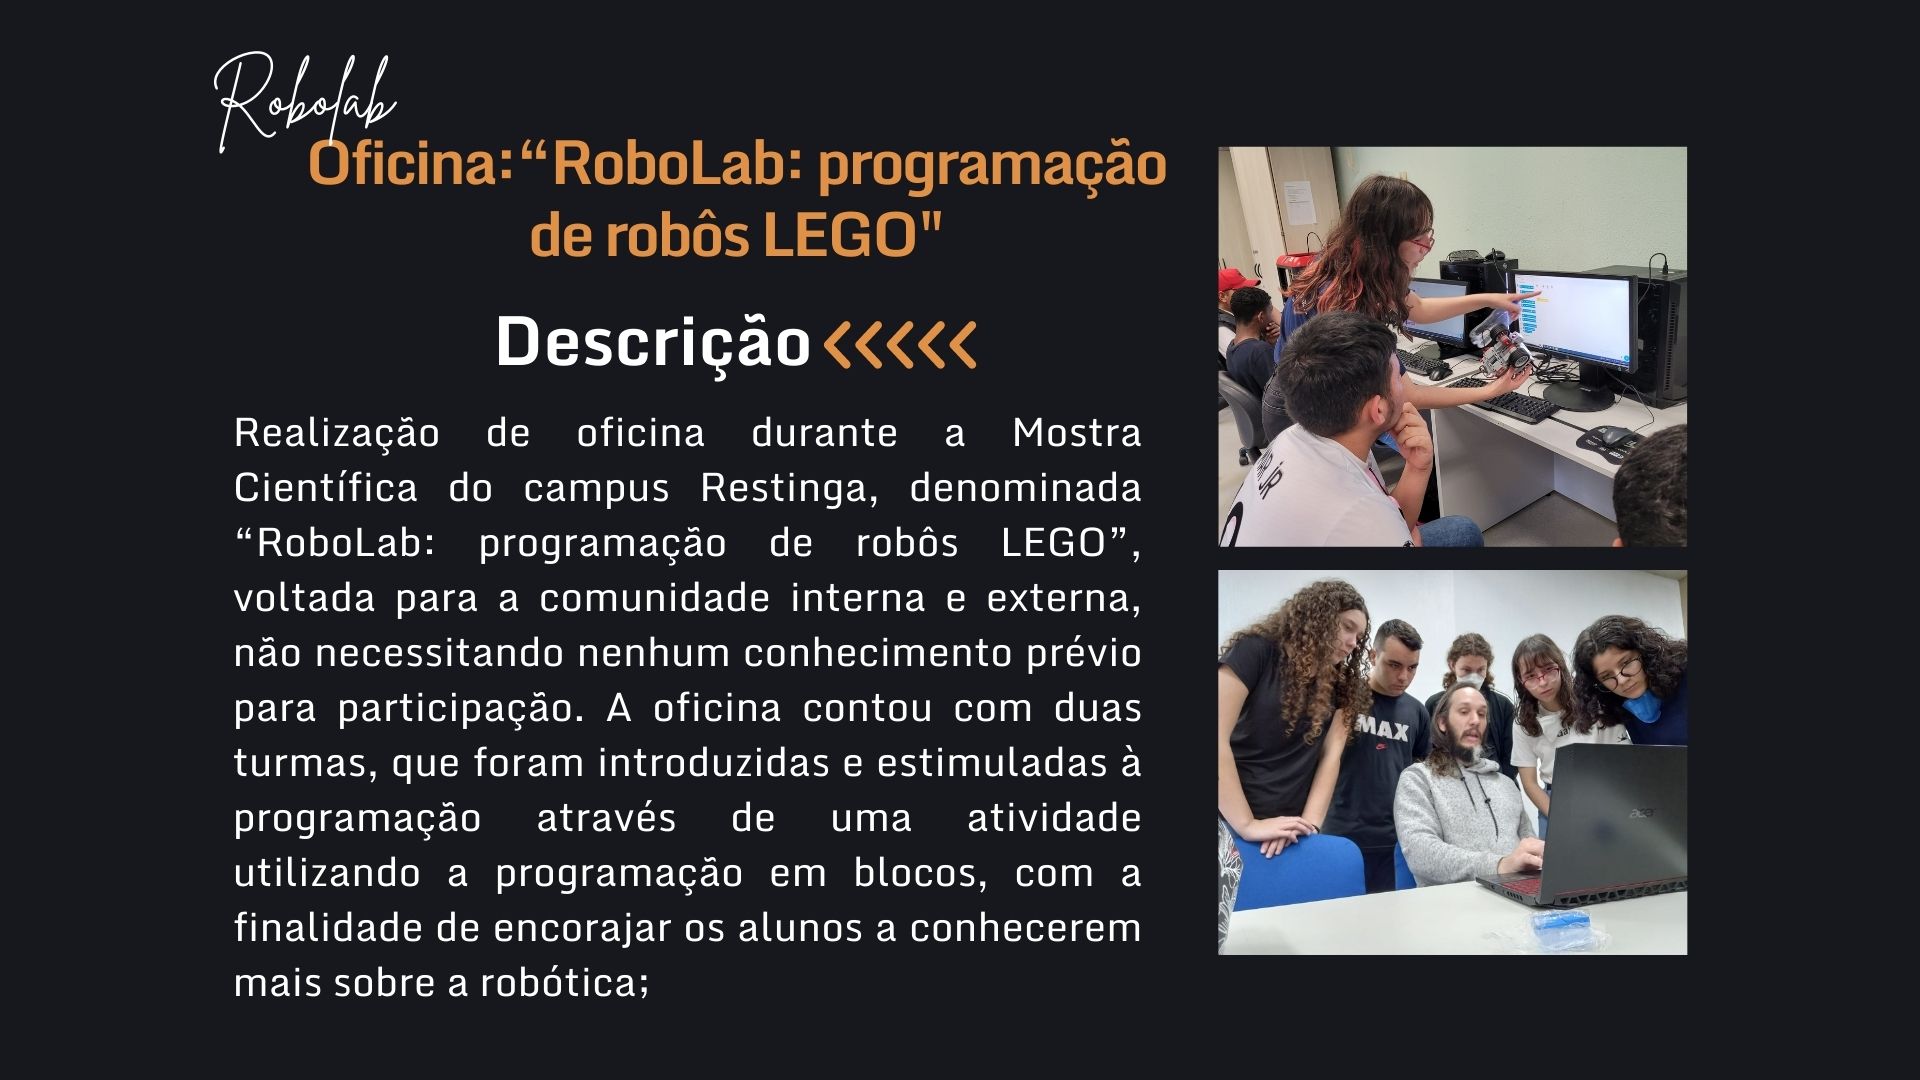 Robolab
Oficina:“RoboLab: programação
de robôs LEGO"
Descrição
Realização de oficina durante a Mostra
Científica do campus Restinga, denominada
“RoboLab: programação de robôs LEGO”,
voltada para a comunidade interna e externa,
não necessitando nenhum conhecimento prévio
para participação. A oficina contou com duas
turmas, que foram introduzidas e estimuladas à
programação através de uma atividade
utilizando a programação em blocos, com a
finalidade de encorajar os alunos a conhecerem
mais sobre a robótica;
JR
MAX
acer